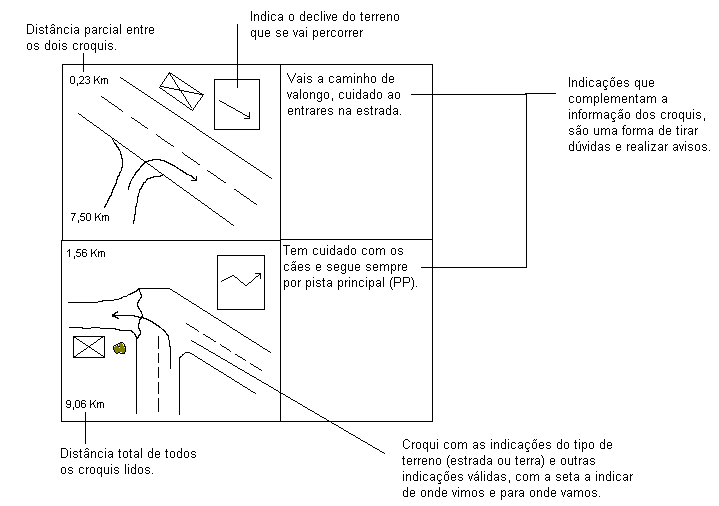 Indica o declive do terreno
que se vai percorrer
Distância parcial entre
os dois croquis.
0,23 Km
Vais a caminho de
valongo, cuidado ao
entrares na estrada.
Indicações que
complementam a
informação dos croquis,
são uma forma de tirar
dúvidas e realizar avisos.
7,50 Km
1,56 Km
Tem cuidado com os
cães e segue sempre
por pista principal (PP).
9,06 Km
Distância total de todos
os croquis lidos.
Croqui com as indicações do tipo de
terreno (estrada ou terra) e outras
indicações válidas, com a seta a indicar
de onde vimos e para onde vamos.